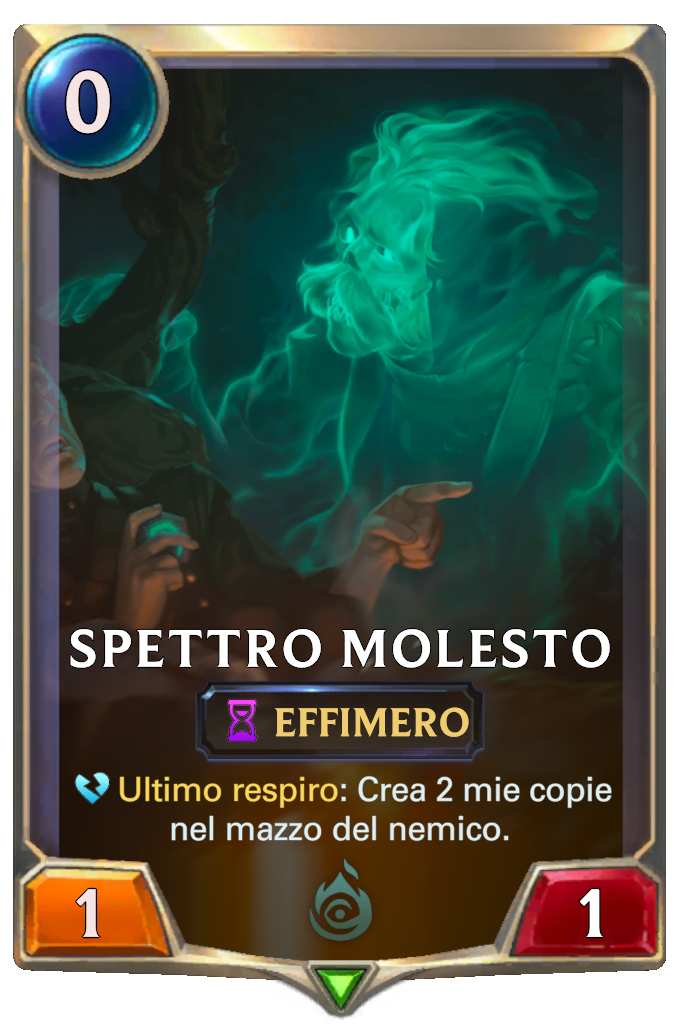 0
SPETTRO MOLESTO
EFFIMERO
Ultimo respiro: Crea 2 mie copie
nel mazzo del nemico.
1
1